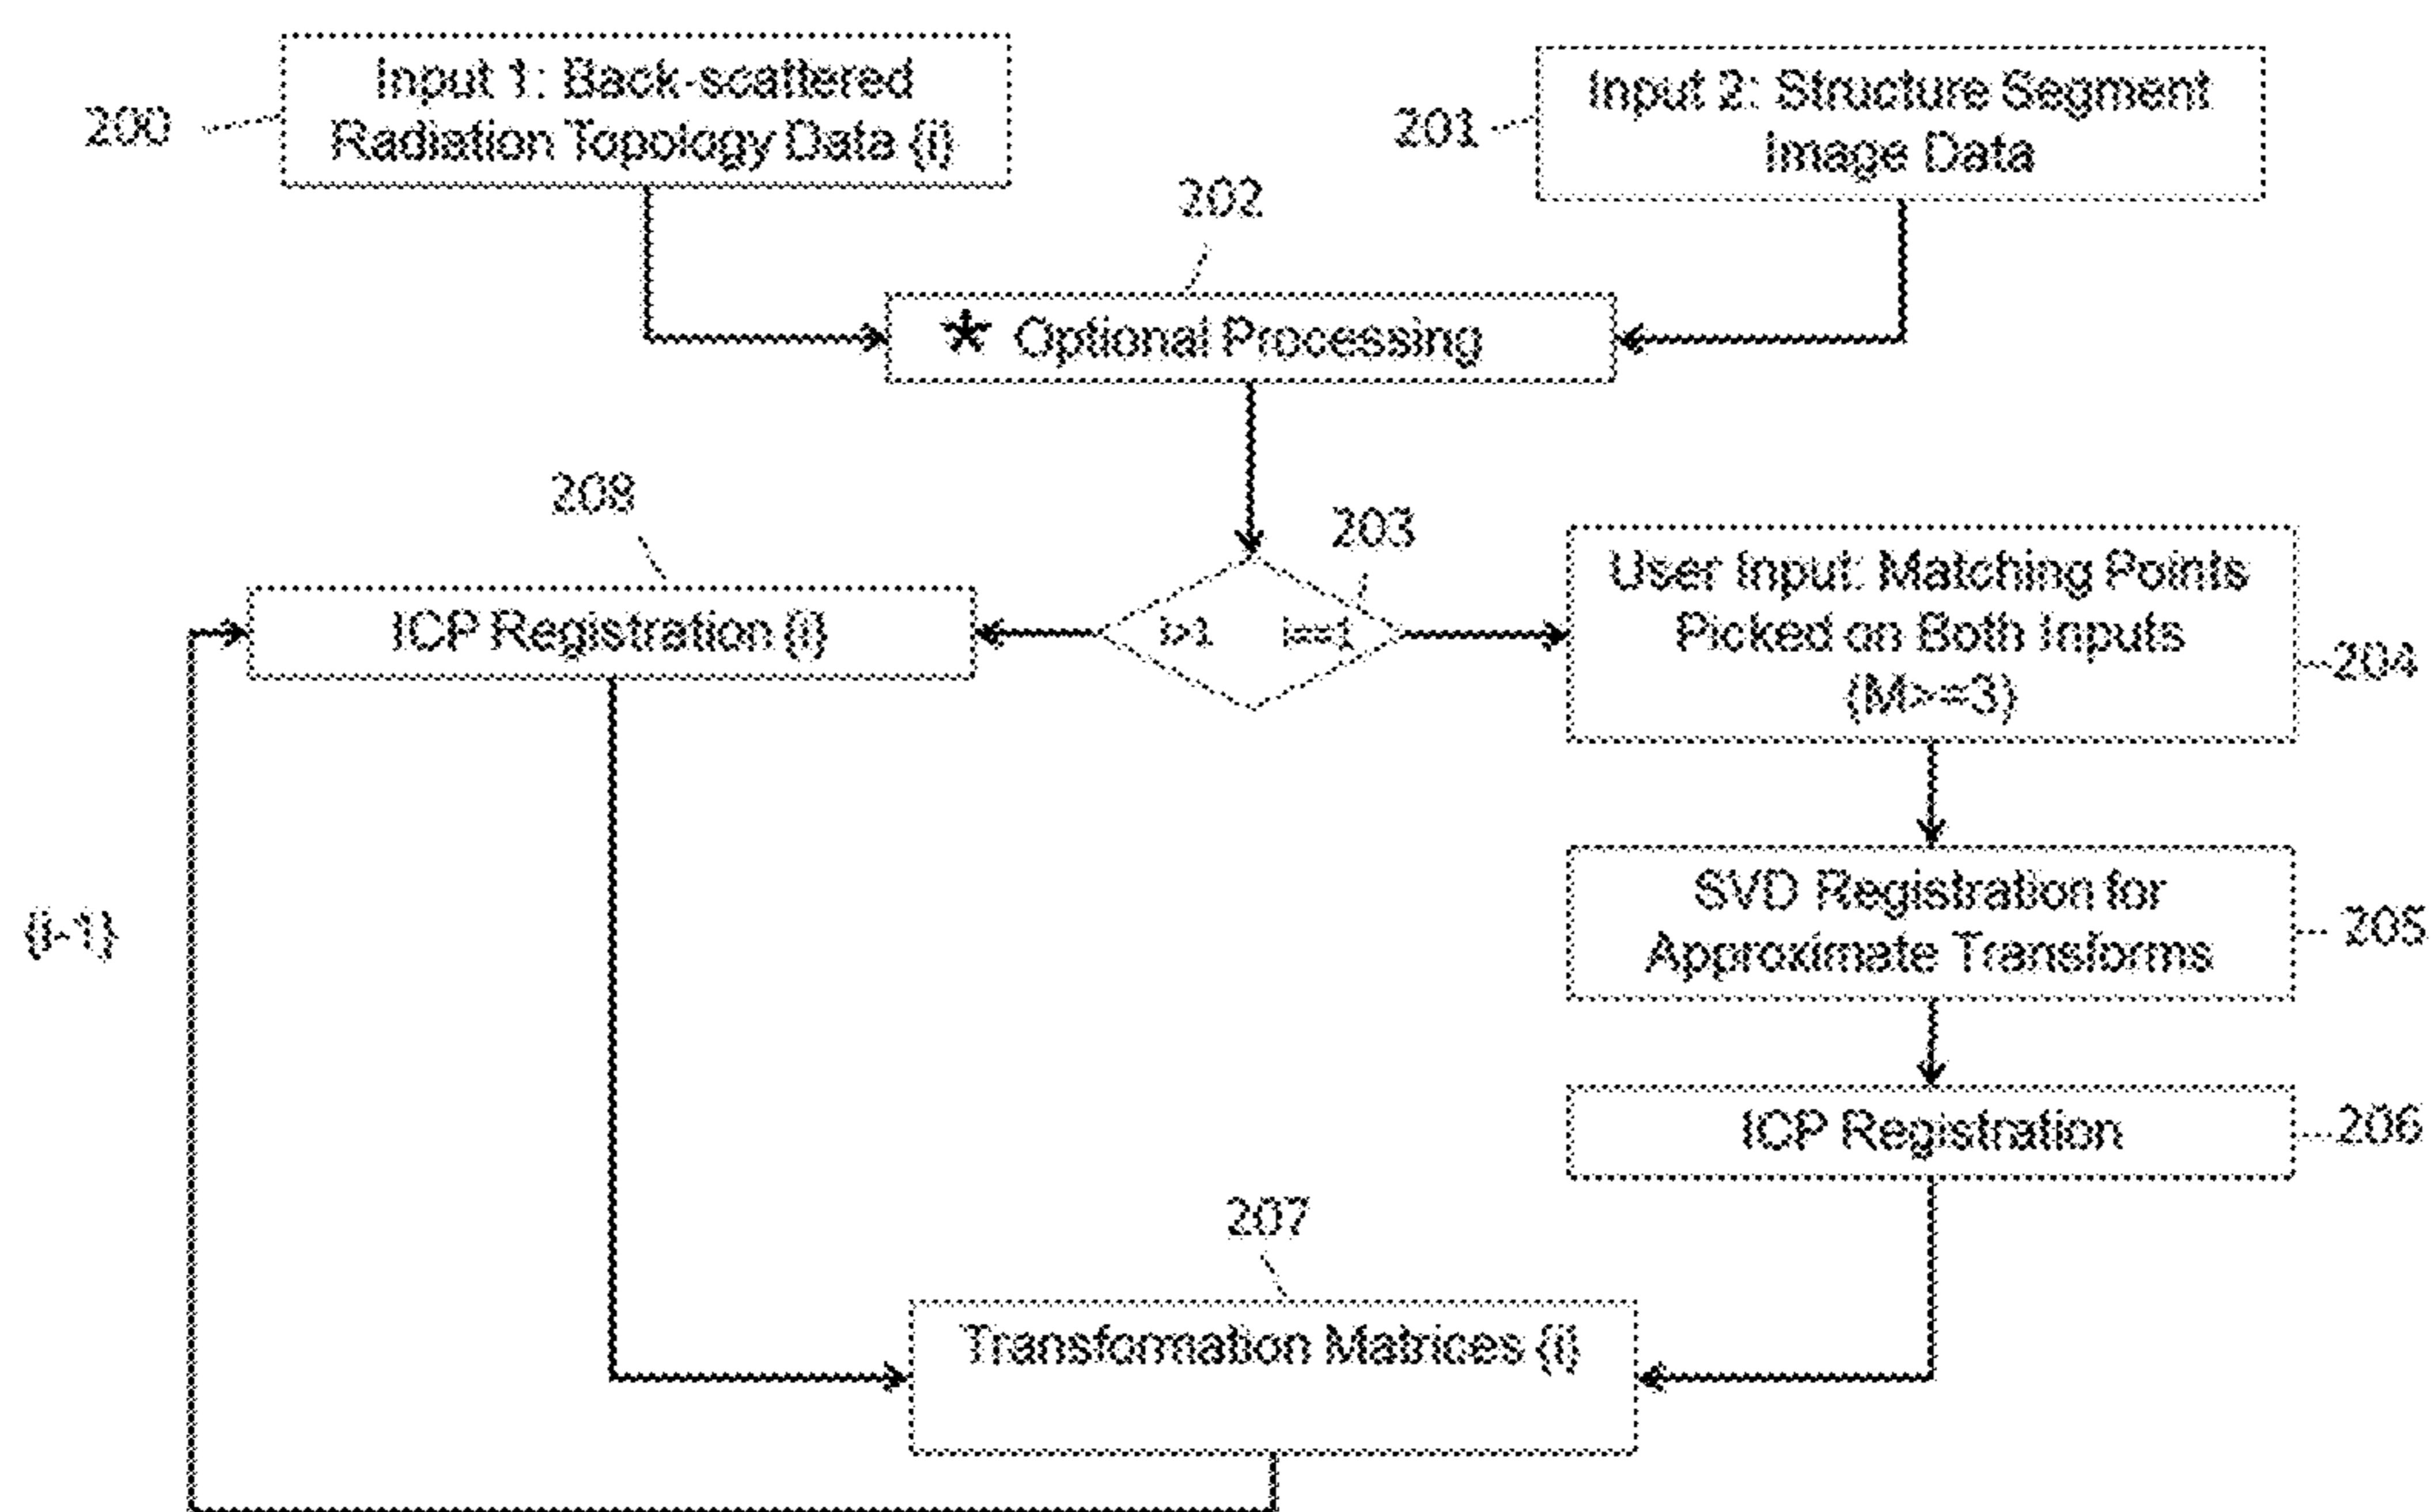 Input 1: Back-scattered
Radiation Topology Data (i)
200
Input 2: Structure Segment
Image Data
201
202
* Optional Processing
208
203
ICP Registration (i)
i>1
i==1
User Input: Matching Points
Picked on Both Inputs
(M>=3)
204
(i-1)
SVD Registration for
Approximate Transforms
205
ICP Registration
206
207
Transformation Matrices (i)